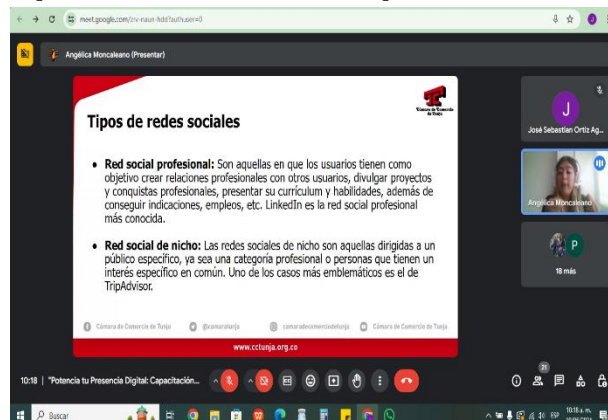 meet.google.com/zrv-naur-hdd?authuser=0
Angélica Moncaleano (Presentar)
Cámara de Comercio
de Tunja
Tipos de redes sociales
• Red social profesional: Son aquellas en que los usuarios tienen como
objetivo crear relaciones profesionales con otros usuarios, divulgar proyectos
y conquistas profesionales, presentar su currículum y habilidades, además de
conseguir indicaciones, empleos, etc. LinkedIn es la red social profesional
más conocida.
• Red social de nicho: Las redes sociales de nicho son aquellas dirigidas a un
público específico, ya sea una categoría profesional o personas que tienen un
interés específico en común. Uno de los casos más emblemáticos es el de
TripAdvisor.
Cámara de Comercio de Tunja @camaratunja camaradecomerciodetunja Cámara de Comercio de Tunja
www.cctunja.org.co
J
José Sebastian Ortiz Ag...
Angélica Moncaleano
P
18 más
10:18 | "Potencia tu Presencia Digital: Capacitación...
21
Buscar
ESP
10:18 a. m.